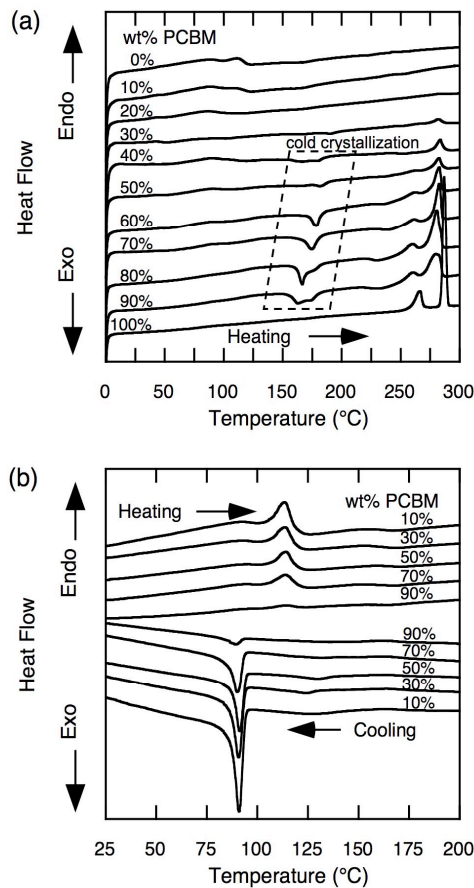 (a)
wt% PCBM
0%
10%
20%
30%
40%
50%
60%
70%
80%
90%
100%
cold crystallization
Heating
Endo
Heat Flow
Exo
0 50 100 150 200 250 300
Temperature (°C)
(b)
Heating
wt% PCBM
10%
30%
50%
70%
90%
90%
70%
50%
30%
10%
Cooling
Endo
Heat Flow
Exo
25 50 75 100 125 150 175 200
Temperature (°C)